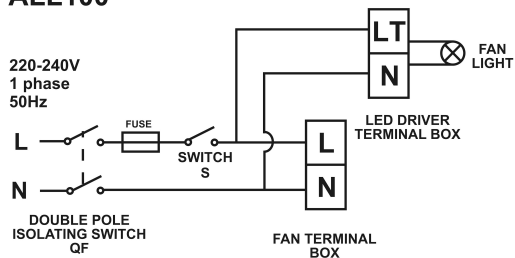 220-240V
1 phase
50Hz
L
N
FUSE
SWITCH
S
DOUBLE POLE
ISOLATING SWITCH
QF
LT
N
FAN
LIGHT
LED DRIVER
TERMINAL BOX
L
N
FAN TERMINAL
BOX